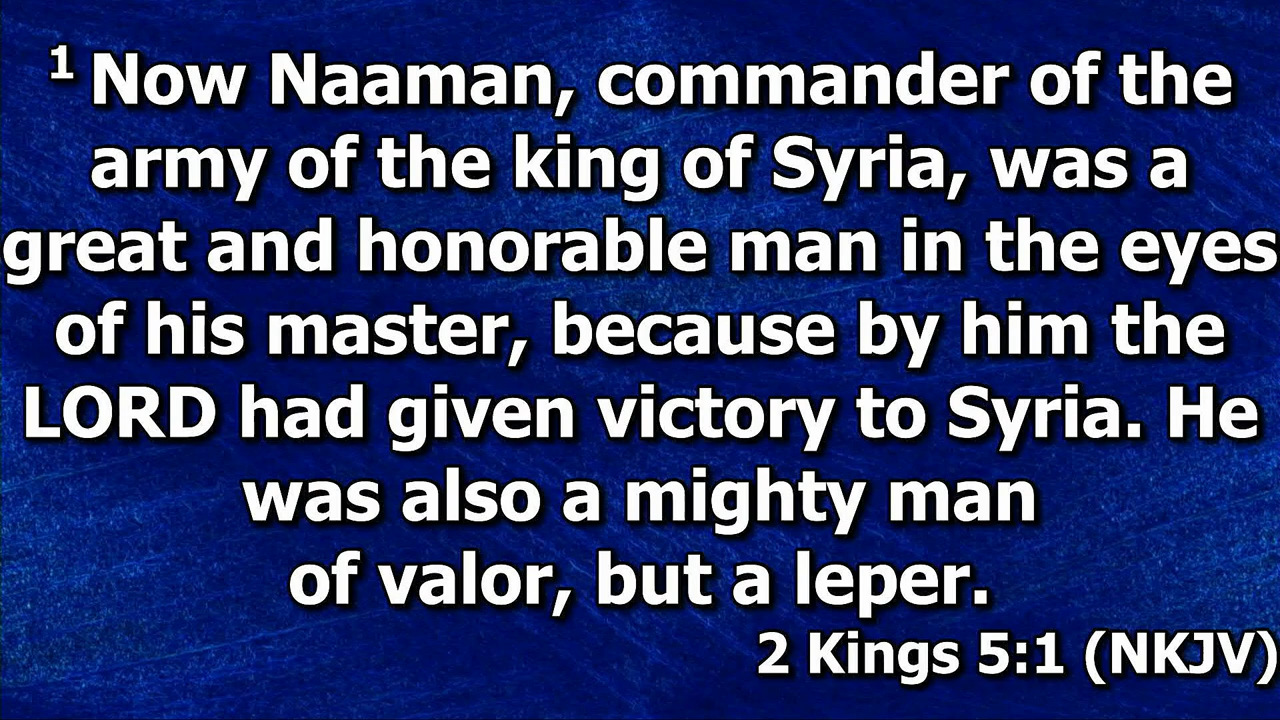 1 Now Naaman, commander of the
army of the king of Syria, was a
great and honorable man in the eyes
of his master, because by him the
LORD had given victory to Syria. He
was also a mighty man
of valor, but a leper.
2 Kings 5:1 (NKJV)